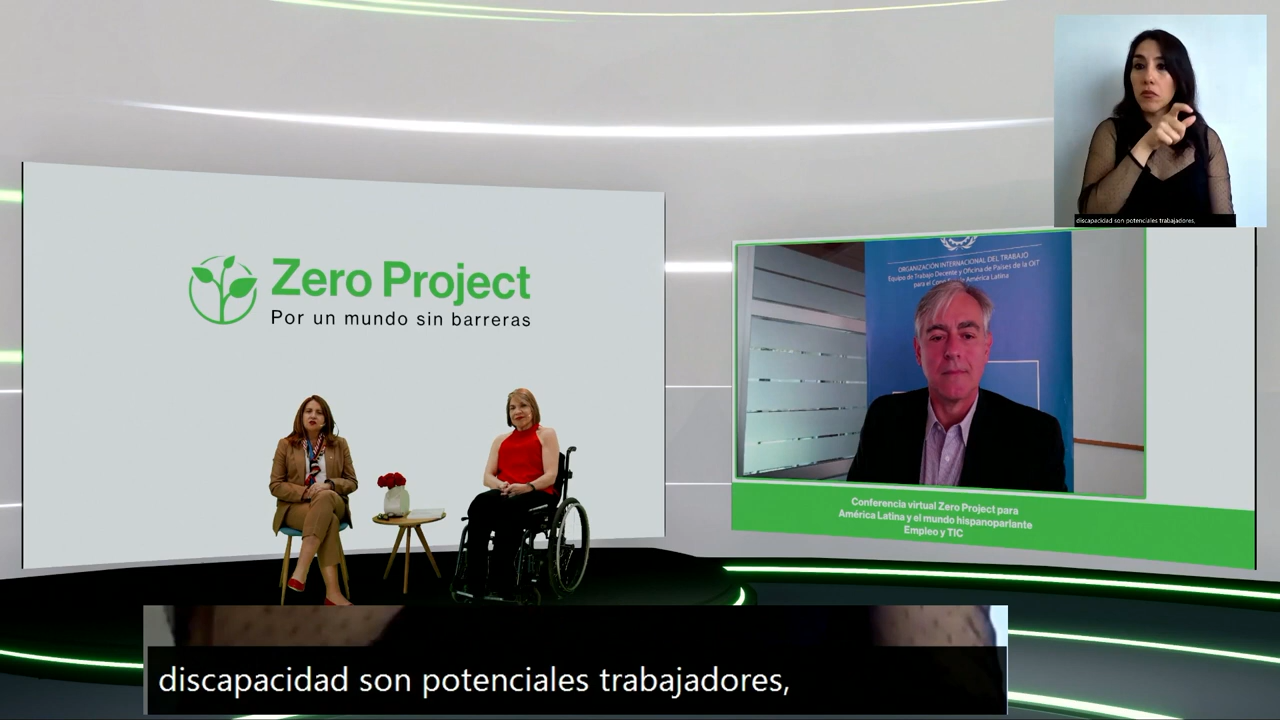 Zero Project
Por un mundo sin barreras
discapacidad son potenciales trabajadores,
ORGANIZACIÓN INTERNACIONAL DEL TRABAJO
Equipo de Trabajo Decente y Oficina de Países de la OIT
para el Cono de América Latina
Conferencia virtual Zero Project para
América Latina y el mundo hispanoparlante
Empleo y TIC
discapacidad son potenciales trabajadores,